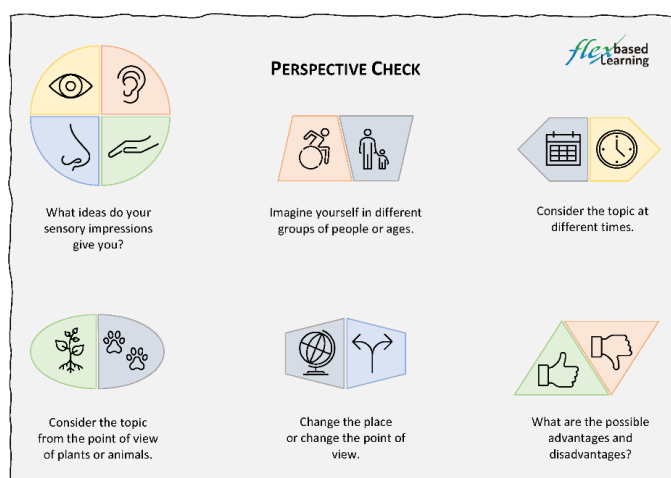 PERSPECTIVE CHECK
flex based
Learning
What ideas do your
sensory impressions
give you?
Imagine yourself in different
groups of people or ages.
Consider the topic at
different times.
Consider the topic
from the point of view
of plants or animals.
Change the place
or change the point of
view.
What are the possible
advantages and
disadvantages?